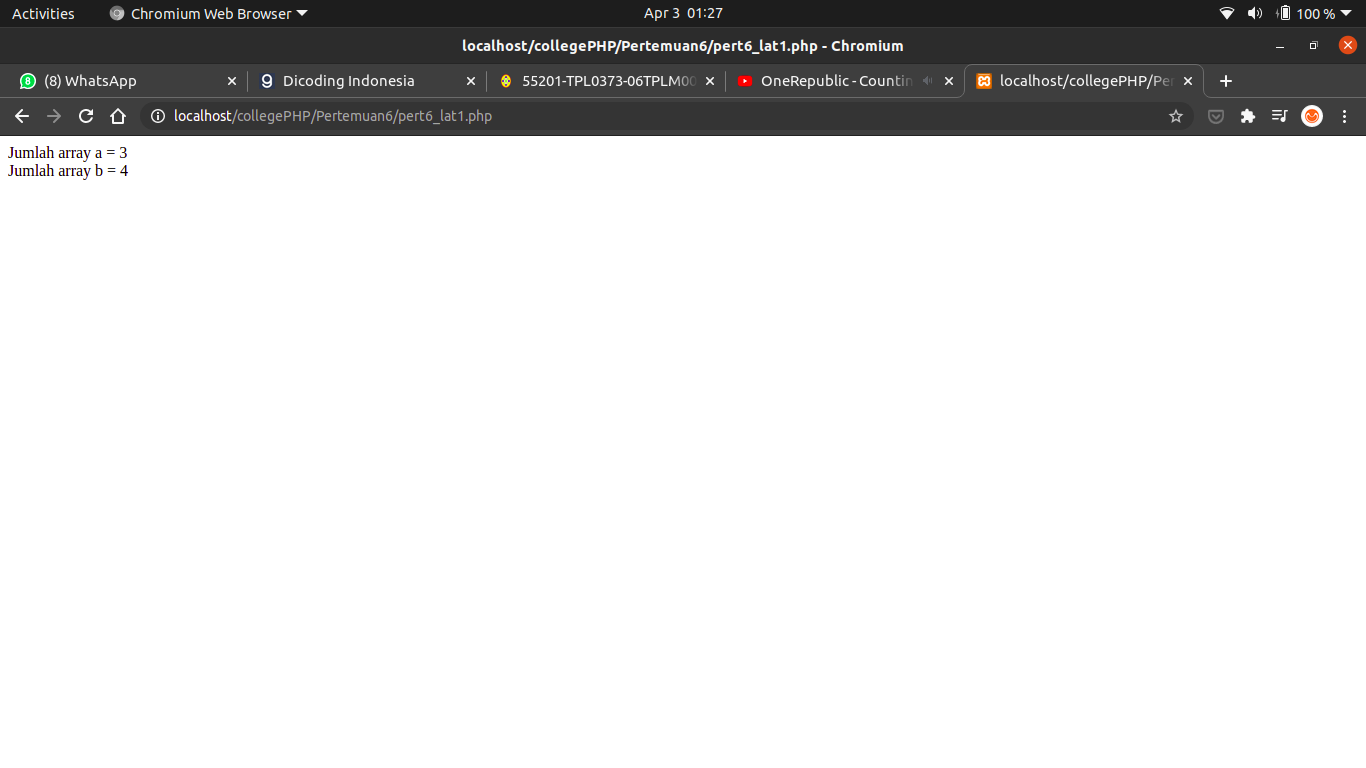 Activities Chromium Web Browser Apr 3 01:27 100 %
localhost/collegePHP/Pertemuan6/pert6_lat1.php - Chromium
(8) WhatsApp Dicoding Indonesia 55201-TPL0373-06TPLM00 OneRepublic - Countin localhost/collegePHP/Per
localhost/collegePHP/Pertemuan6/pert6_lat1.php
Jumlah array a = 3
Jumlah array b = 4